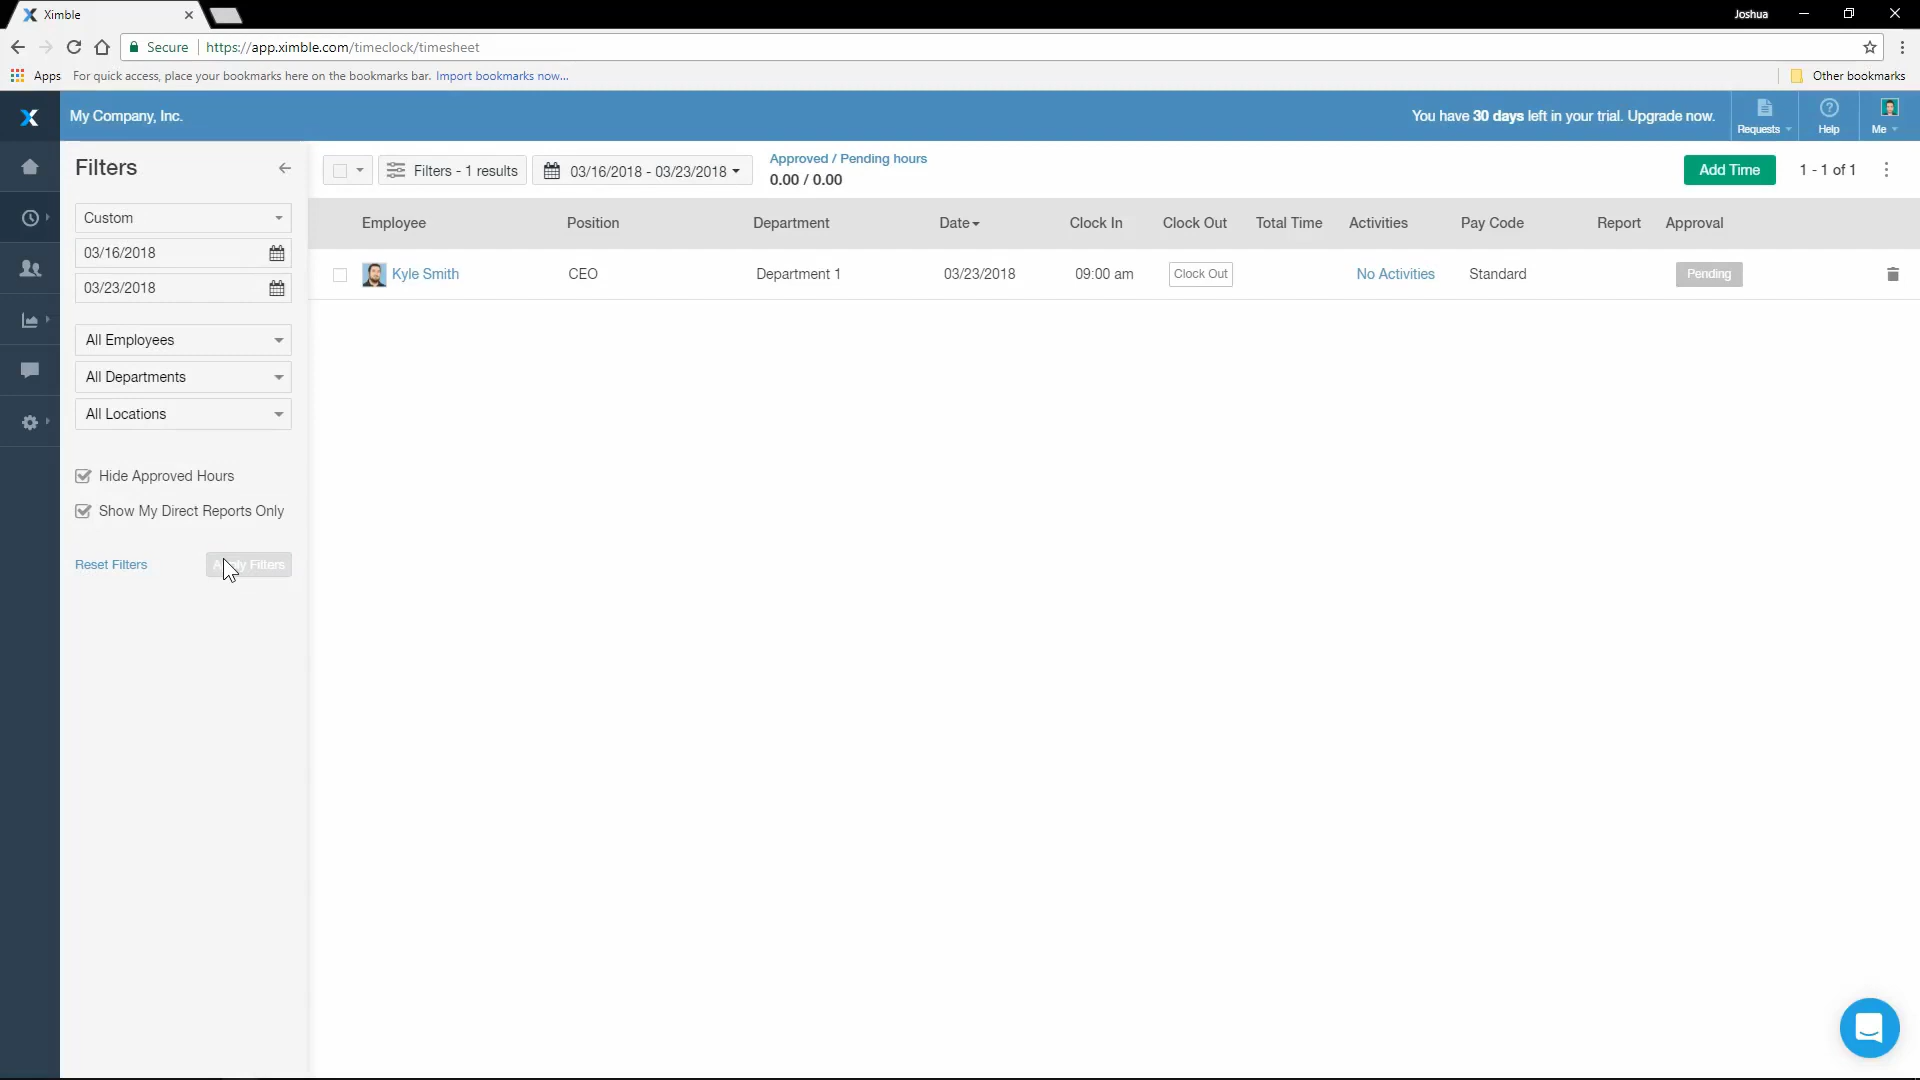 Ximble
Joshua
Secure
https://app.ximble.com/timeclock/timesheet
Apps
For quick access, place your bookmarks here on the bookmarks bar. Import bookmarks now...
Other bookmarks
My Company, Inc.
You have 30 days left in your trial. Upgrade now.
Requests
Help
Me
Filters
Custom
03/16/2018
03/23/2018
All Employees
All Departments
All Locations
Hide Approved Hours
Show My Direct Reports Only
Reset Filters
Filters
Filters - 1 results
03/16/2018 - 03/23/2018
Approved / Pending hours
0.00 / 0.00
Add Time
1 - 1 of 1
Employee Position Department Date Clock In Clock Out Total Time Activities Pay Code Report Approval
Kyle Smith CEO Department 1 03/23/2018 09:00 am Clock Out No Activities Standard Pending